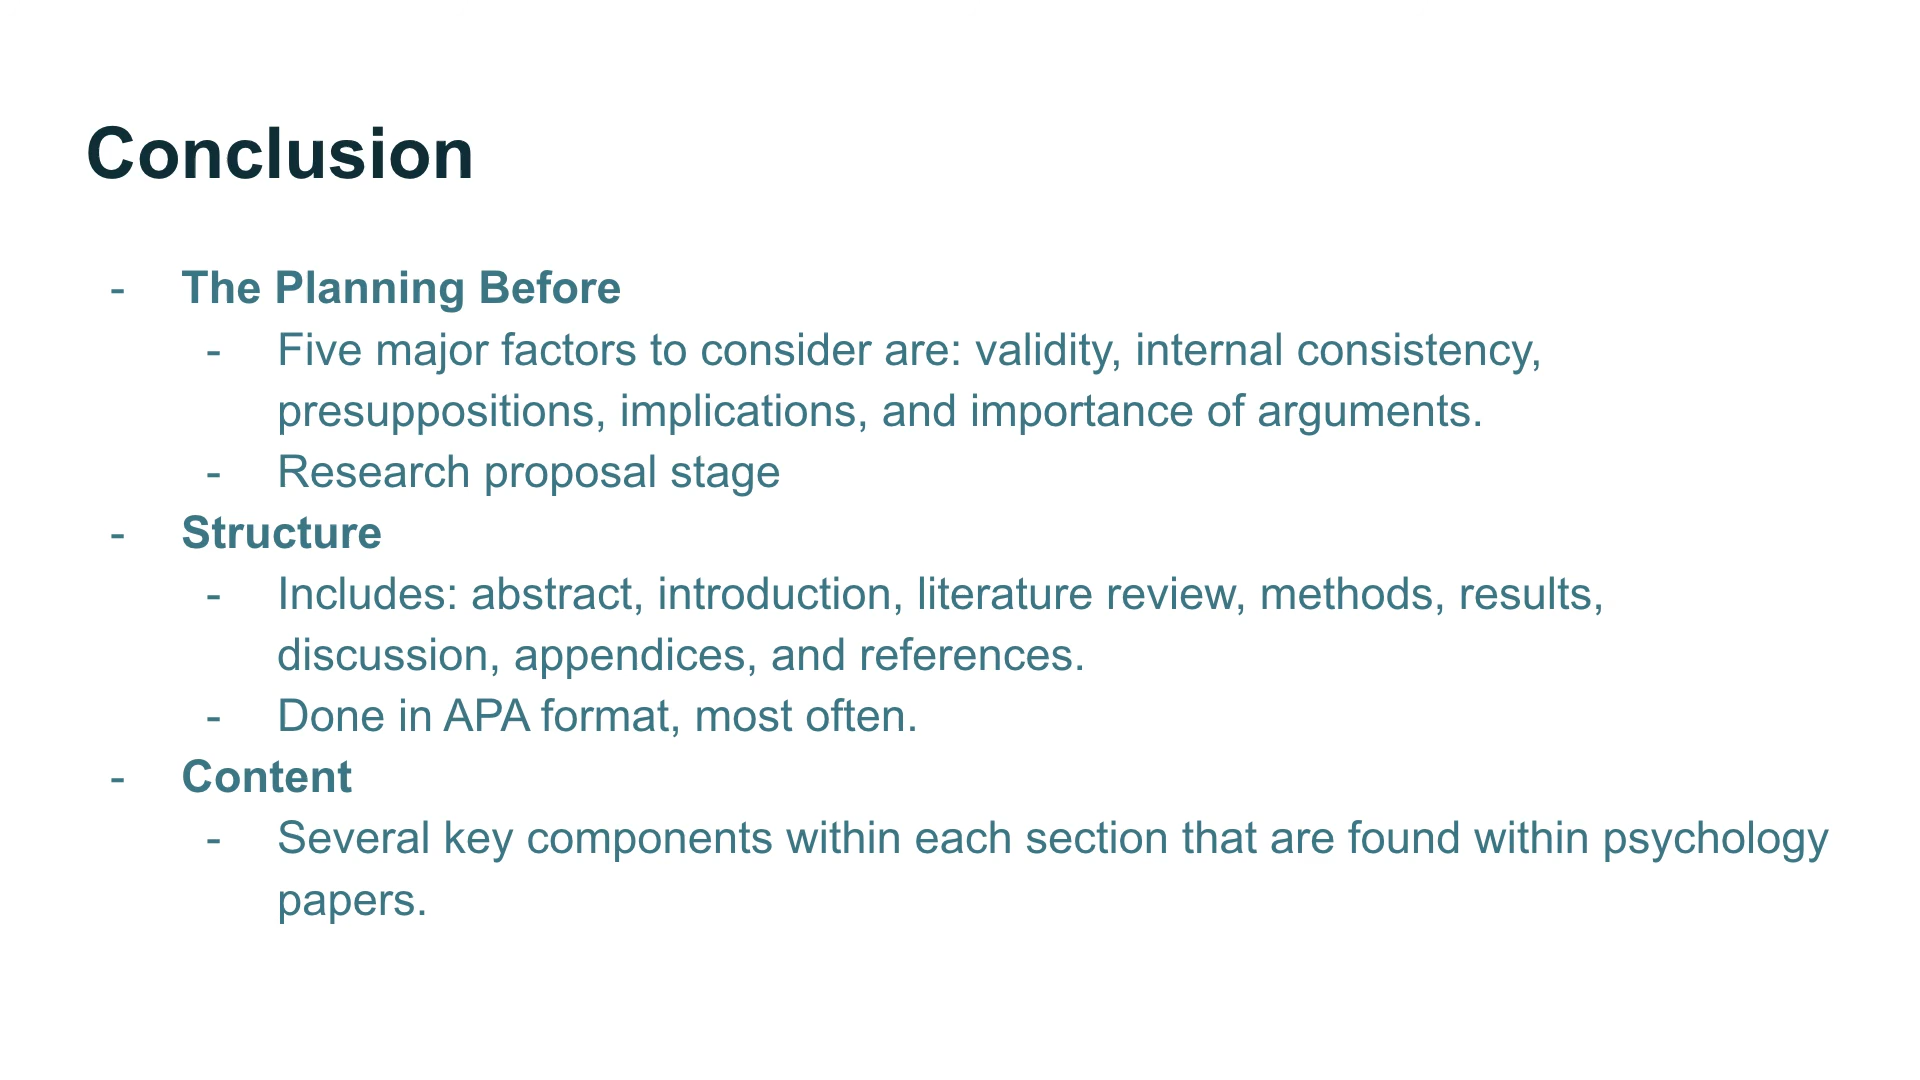 Conclusion
- The Planning Before
- Five major factors to consider are: validity, internal consistency,
presuppositions, implications, and importance of arguments.
- Research proposal stage
- Structure
- Includes: abstract, introduction, literature review, methods, results,
discussion, appendices, and references.
- Done in APA format, most often.
- Content
- Several key components within each section that are found within psychology
papers.